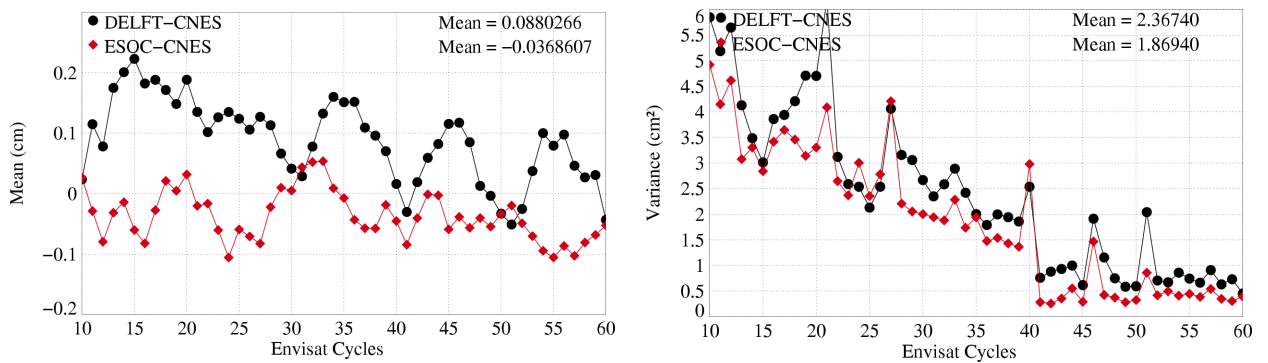 DELFT−CNES
Mean = 0.0880266
ESOC−CNES
Mean = −0.0368607
0.2
0.1
0
−0.1
−0.2
Mean (cm)
10 15 20 25 30 35 40 45 50 55 60
Envisat Cycles
DELFT−CNES
Mean = 2.36740
ESOC−CNES
Mean = 1.86940
6
5.5
5
4.5
4
3.5
3
2.5
2
1.5
1
0.5
0
Variance (cm²)
10 15 20 25 30 35 40 45 50 55 60
Envisat Cycles